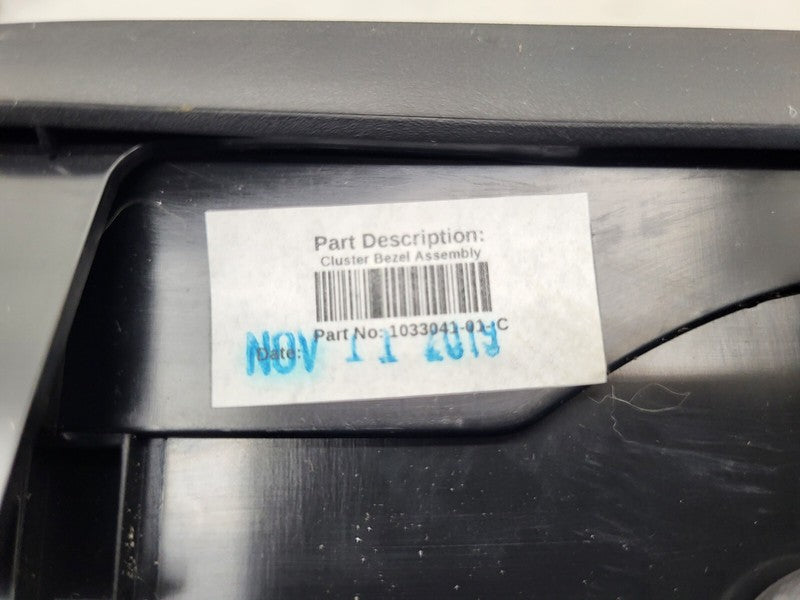 Part Description:
Cluster Bezel Assembly
Part No: 1033041-01-C
Date: NOV 11 2019